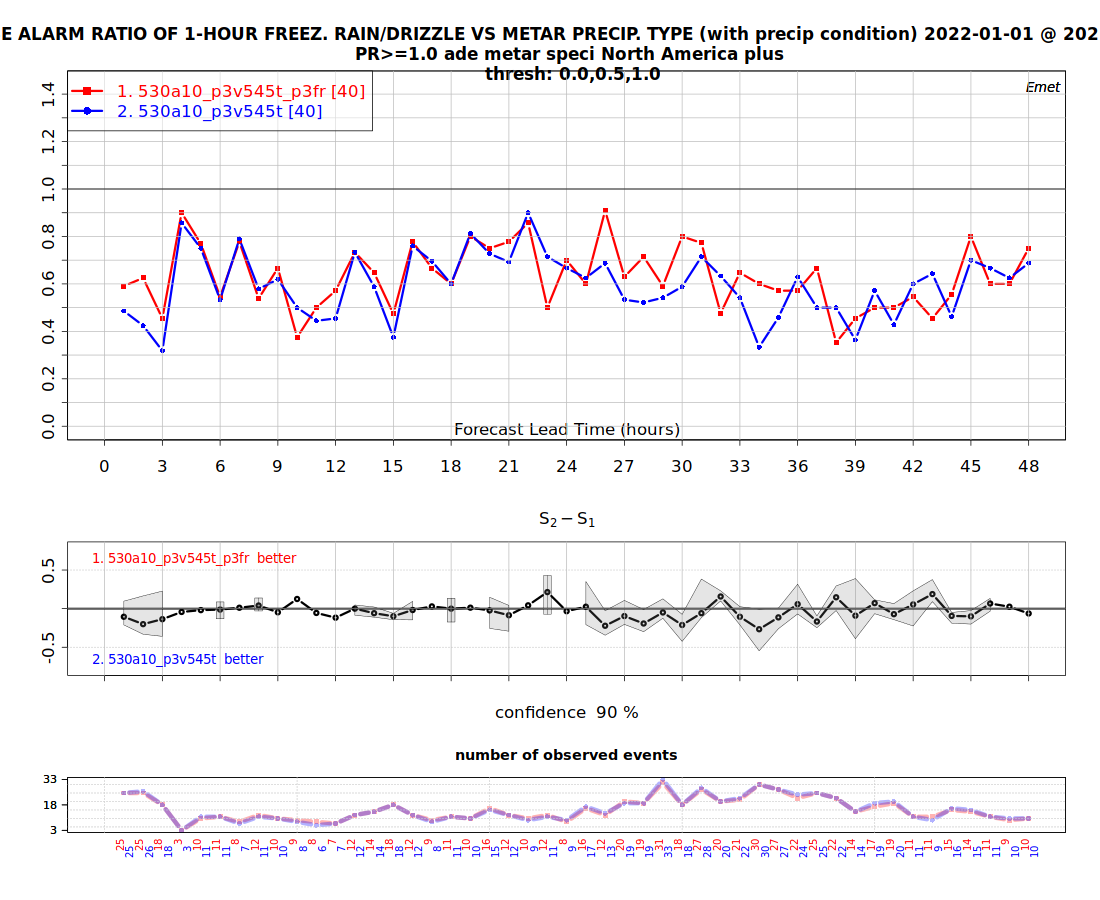 E ALARM RATIO OF 1-HOUR FREEZ. RAIN/DRIZZLE VS METAR PRECIP. TYPE (with precip condition) 2022-01-01 @ 202
PR>=1.0 ade metar speci North America plus
thresh: 0.0,0.5,1.0
1. 530a10_p3v545t_p3fr [40]
2. 530a10_p3v545t [40]
Emet
1.4
1.2
1.0
0.8
0.6
0.4
0.2
0.0
Forecast Lead Time (hours)
0 3 6 9 12 15 18 21 24 27 30 33 36 39 42 45 48
S2 − S1
1. 530a10_p3v545t_p3fr better
0.5
-0.5
2. 530a10_p3v545t better
confidence 90 %
number of observed events
33
18
3